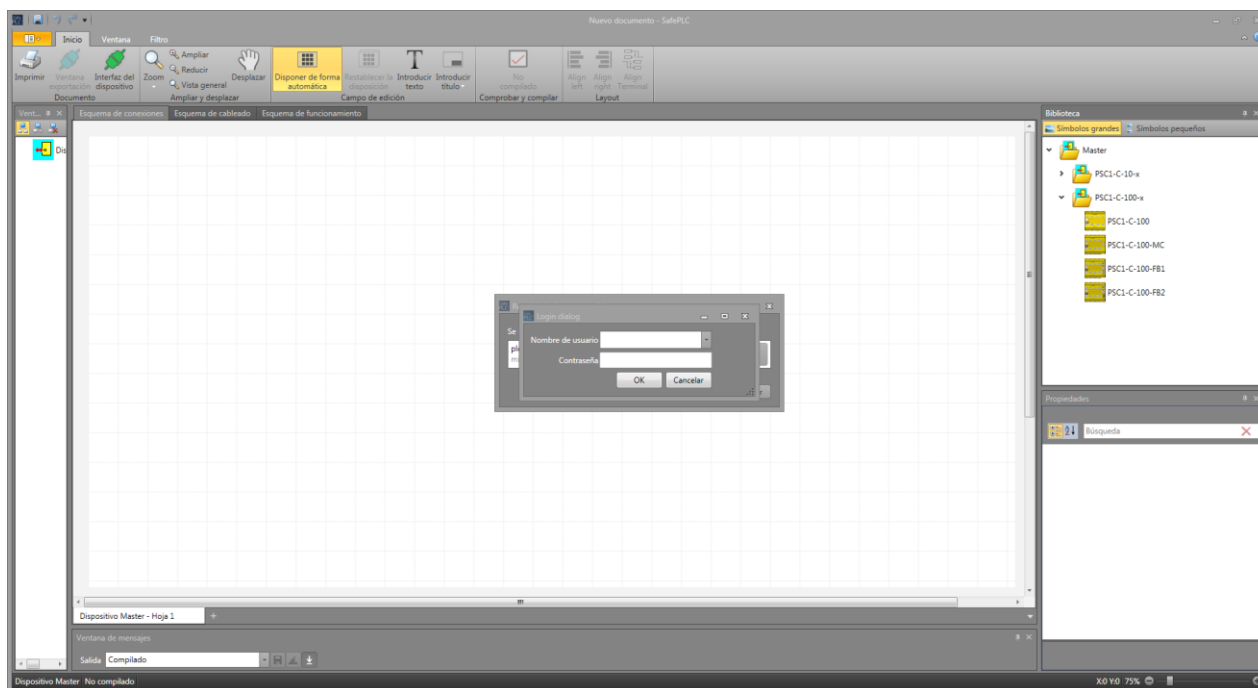 Nuevo documento - SafePLC
Inicio Ventana Filtro
Imprimir
Ventana exportación
Interfaz del dispositivo
Documento
Zoom
Ampliar
Reducir
Vista general
Desplazar
Ampliar y desplazar
Disponer de forma automática
Restablecer la disposición
Introducir texto
Introducir título
Campo de edición
No compilado
Comprobar y compilar
Align left
Align right
Align Terminal
Layout
Vent...
Dis
Esquema de conexiones Esquema de cableado Esquema de funcionamiento
Se
Login dialog
Nombre de usuario
Contraseña
OK Cancelar
Dispositivo Master - Hoja 1 +
Ventana de mensajes
Salida Compilado
Biblioteca
Símbolos grandes Símbolos pequeños
Master
PSC1-C-10-x
PSC1-C-100-x
PSC1-C-100
PSC1-C-100-MC
PSC1-C-100-FB1
PSC1-C-100-FB2
Propiedades
Búsqueda
Dispositivo Master No compilado
X:0 Y:0 75%